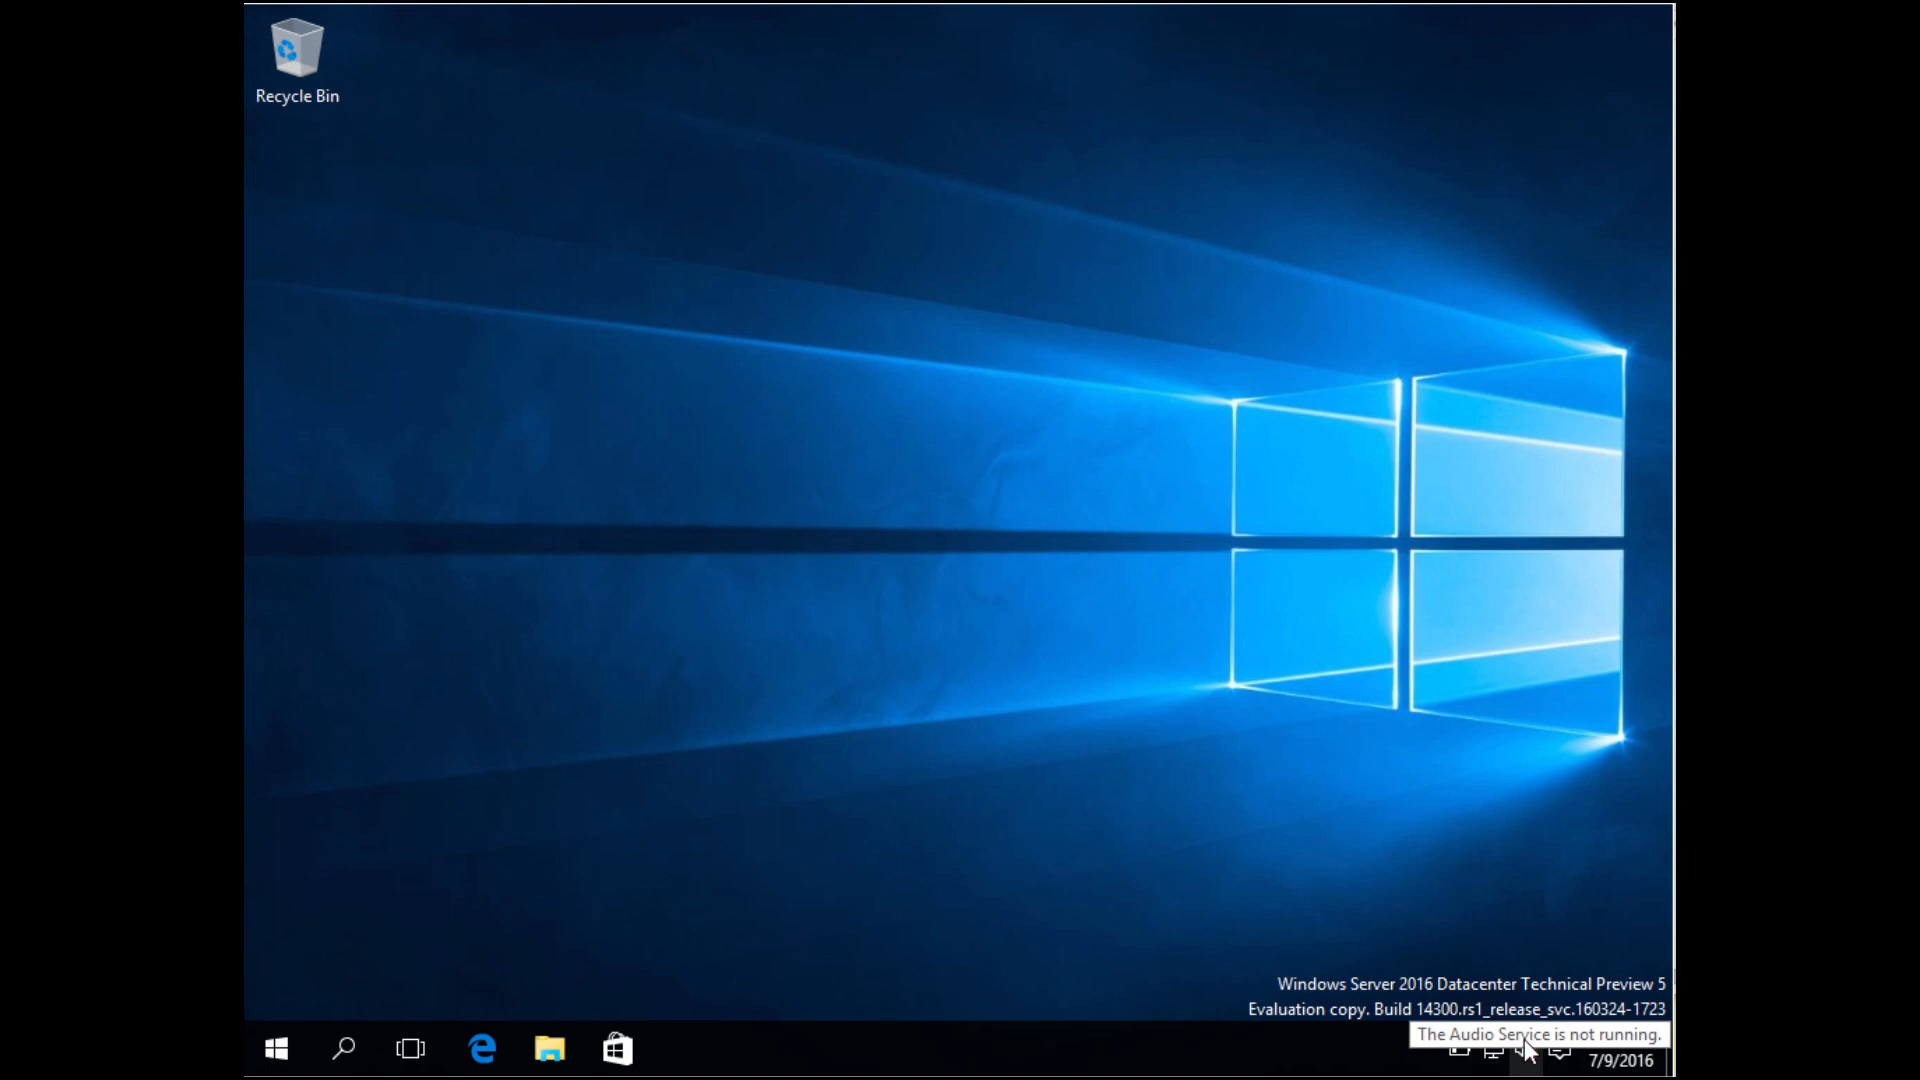 Recycle Bin
Windows Server 2016 Datacenter Technical Preview 5
Evaluation copy. Build 14300.rs1_release_svc.160324-1723
The Audio Service is not running.
7/9/2016